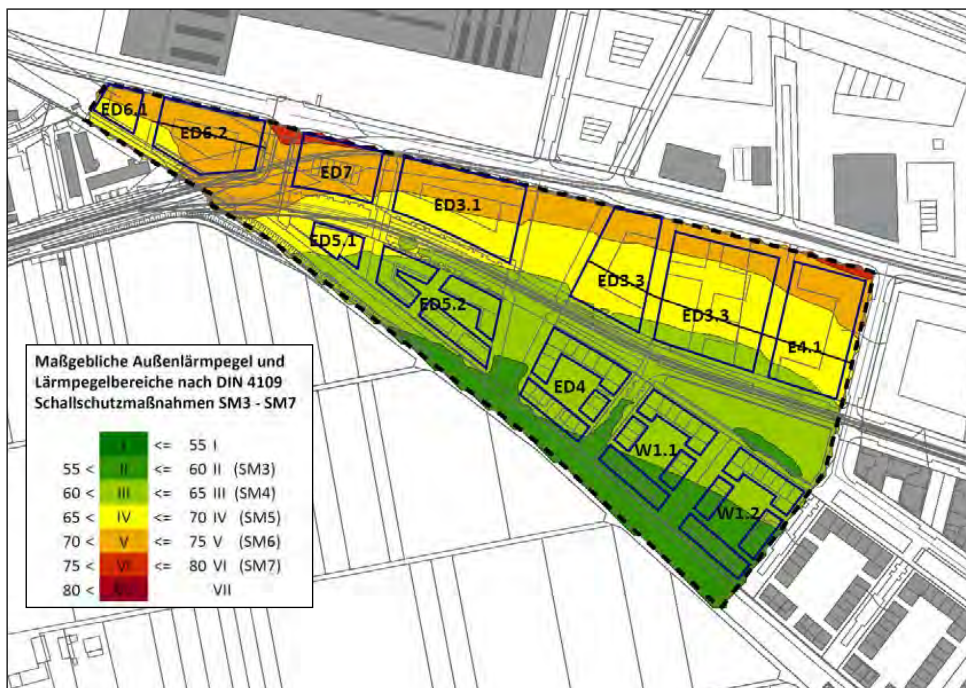 ED6.1
ED6.2
ED7
ED3.1
ED5.1
ED5.2
ED3.3
ED3.3
E4.1
ED4
W1.1
W1.2
Maßgebliche Außenlärmpegel und
Lärmpegelbereiche nach DIN 4109
Schallschutzmaßnahmen SM3 - SM7
I <= 55 I
55 < II <= 60 II (SM3)
60 < III <= 65 III (SM4)
65 < IV <= 70 IV (SM5)
70 < V <= 75 V (SM6)
75 < VI <= 80 VI (SM7)
80 < VII